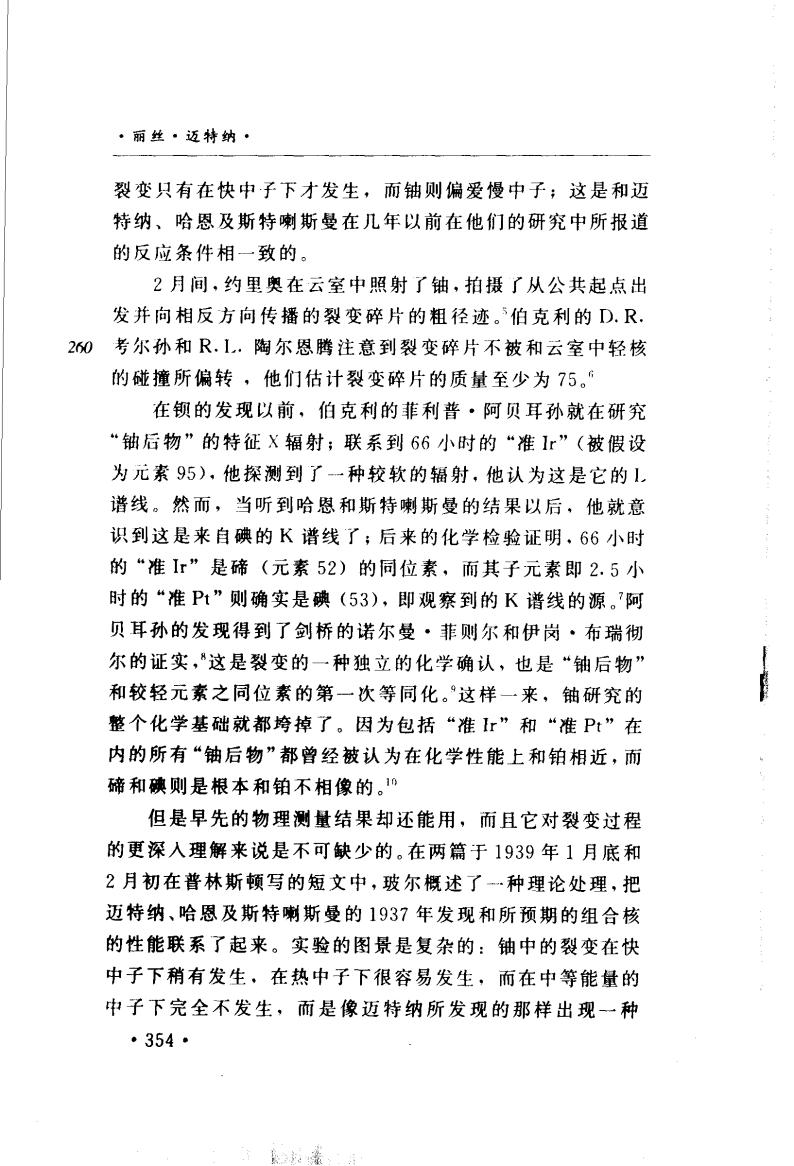 ·丽丝·迈特纳·
裂变只有在快中子下才发生，而铀则偏爱慢中子；这是和迈
特纳、哈恩及斯特喇斯曼在几年以前在他们的研究中所报道
的反应条件相一致的。
2月间，约里奥在云室中照射了铀，拍摄了从公共起点出
发并向相反方向传播的裂变碎片的粗径迹。⁵伯克利的D.R.
260 考尔孙和R.L.陶尔恩腾注意到裂变碎片不被和云室中轻核
的碰撞所偏转，他们估计裂变碎片的质量至少为75。⁶
在钡的发现以前，伯克利的菲利普·阿贝耳孙就在研究
“铀后物”的特征X辐射；联系到66小时的“准Ir”（被假设
为元素95），他探测到了一种较软的辐射，他认为这是它的L
谱线。然而，当听到哈恩和斯特喇斯曼的结果以后，他就意
识到这是来自碘的K谱线了；后来的化学检验证明，66小时
的“准Ir”是碲（元素52）的同位素，而其子元素即2.5小
时的“准Pt”则确实是碘（53），即观察到的K谱线的源。⁷阿
贝耳孙的发现得到了剑桥的诺尔曼·菲则尔和伊岗·布瑞彻
尔的证实，⁸这是裂变的一种独立的化学确认，也是“铀后物”
和较轻元素之同位素的第一次等同化。⁹这样一来，铀研究的
整个化学基础就都垮掉了。因为包括“准Ir”和“准Pt”在
内的所有“铀后物”都曾经被认为在化学性能上和铂相近，而
碲和碘则是根本和铂不相像的。¹⁰
但是早先的物理测量结果却还能用，而且它对裂变过程
的更深入理解来说是不可缺少的。在两篇于1939年1月底和
2月初在普林斯顿写的短文中，玻尔概述了一种理论处理，把
迈特纳、哈恩及斯特喇斯曼的1937年发现和所预期的组合核
的性能联系了起来。实验的图景是复杂的：铀中的裂变在快
中子下稍有发生，在热中子下很容易发生，而在中等能量的
中子下完全不发生，而是像迈特纳所发现的那样出现一种
·354·